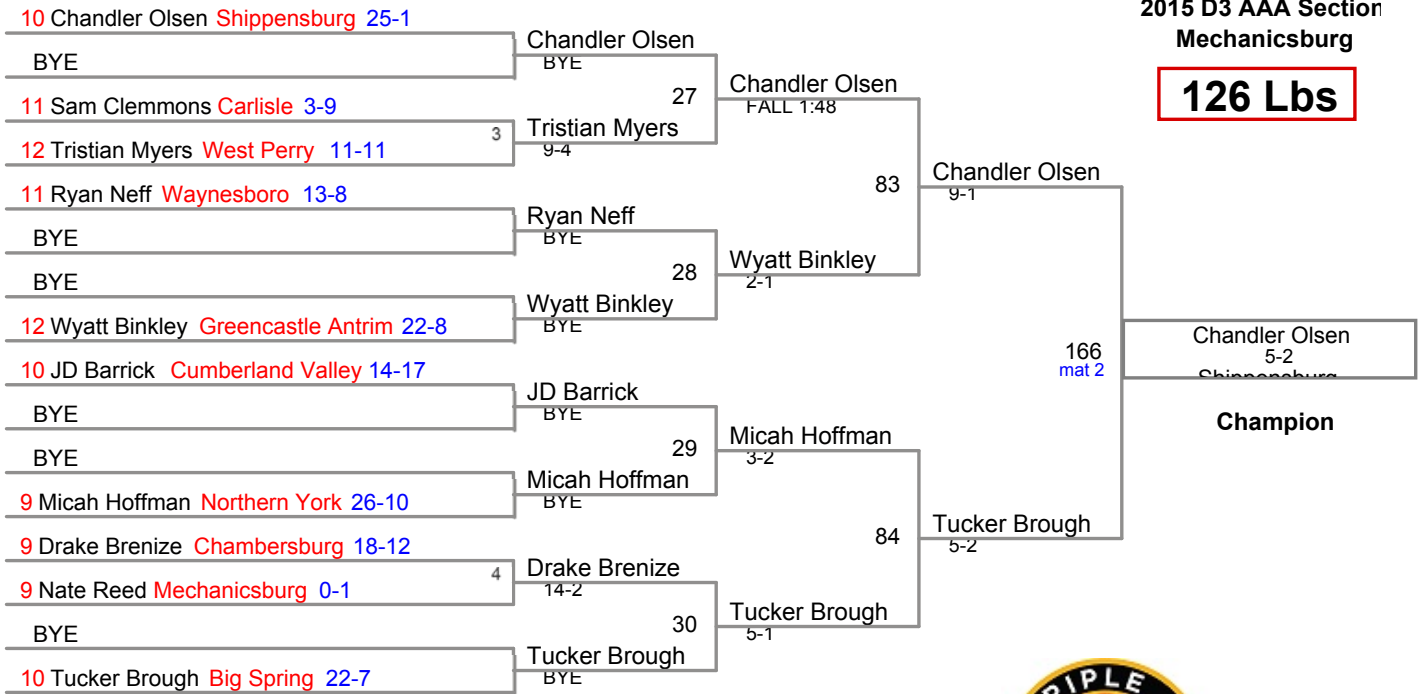 2015 D3 AAA Section
Mechanicsburg
126 Lbs
10 Chandler Olsen Shippensburg 25-1
BYE
11 Sam Clemmons Carlisle 3-9
12 Tristian Myers West Perry 11-11
11 Ryan Neff Waynesboro 13-8
BYE
BYE
12 Wyatt Binkley Greencastle Antrim 22-8
10 JD Barrick Cumberland Valley 14-17
BYE
BYE
9 Micah Hoffman Northern York 26-10
9 Drake Brenize Chambersburg 18-12
9 Nate Reed Mechanicsburg 0-1
BYE
10 Tucker Brough Big Spring 22-7
3
4
Chandler Olsen
BYE
Tristian Myers
9-4
Ryan Neff
BYE
Wyatt Binkley
BYE
JD Barrick
BYE
Micah Hoffman
BYE
Drake Brenize
14-2
Tucker Brough
BYE
27
28
29
30
Chandler Olsen
FALL 1:48
Wyatt Binkley
2-1
Micah Hoffman
3-2
Tucker Brough
5-1
83
84
Chandler Olsen
9-1
Tucker Brough
5-2
166
mat 2
Chandler Olsen
5-2
Shippensburg
Champion
RIPLE